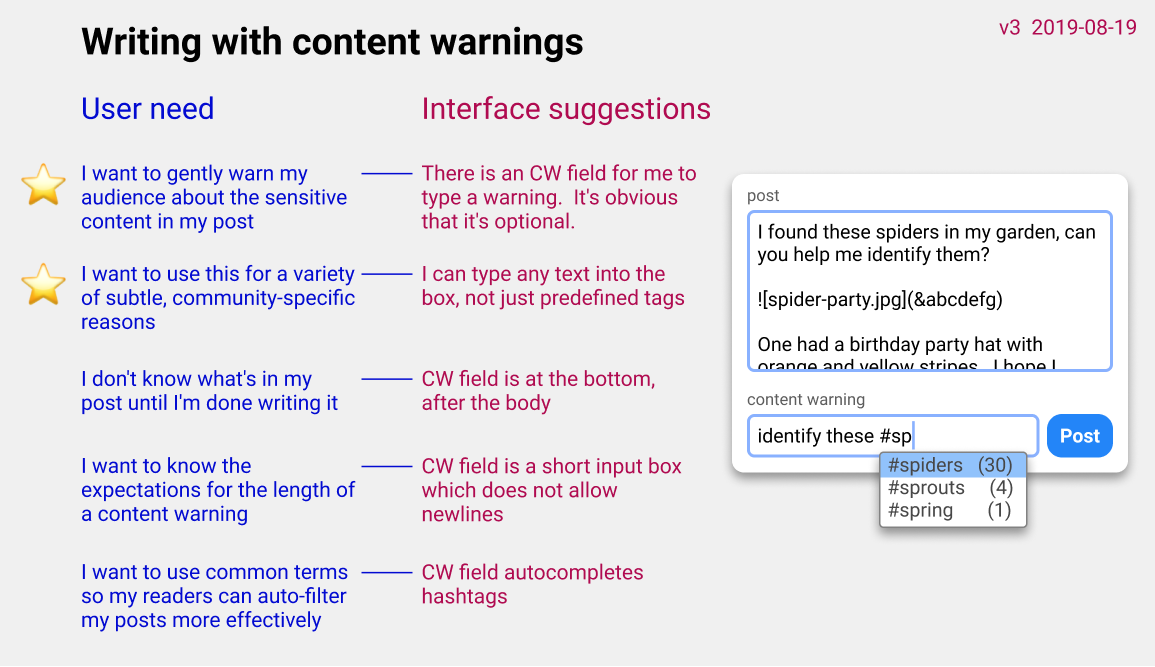 Writing with content warnings
v3 2019-08-19
User need
Interface suggestions
I want to gently warn my
audience about the sensitive
content in my post
There is an CW field for me to
type a warning.  It's obvious
that it's optional.
I want to use this for a variety
of subtle, community-specific
reasons
I can type any text into the
box, not just predefined tags
I don't know what's in my
post until I'm done writing it
CW field is at the bottom,
after the body
I want to know the
expectations for the length of
a content warning
CW field is a short input box
which does not allow
newlines
I want to use common terms
so my readers can auto-filter
my posts more effectively
CW field autocompletes
hashtags
post
I found these spiders in my garden, can
you help me identify them?
![spider-party.jpg](&abcdefg)
One had a birthday party hat with
orange and yellow stripes.  I hope I
content warning
identify these #sp
Post
#spiders (30)
#sprouts (4)
#spring (1)